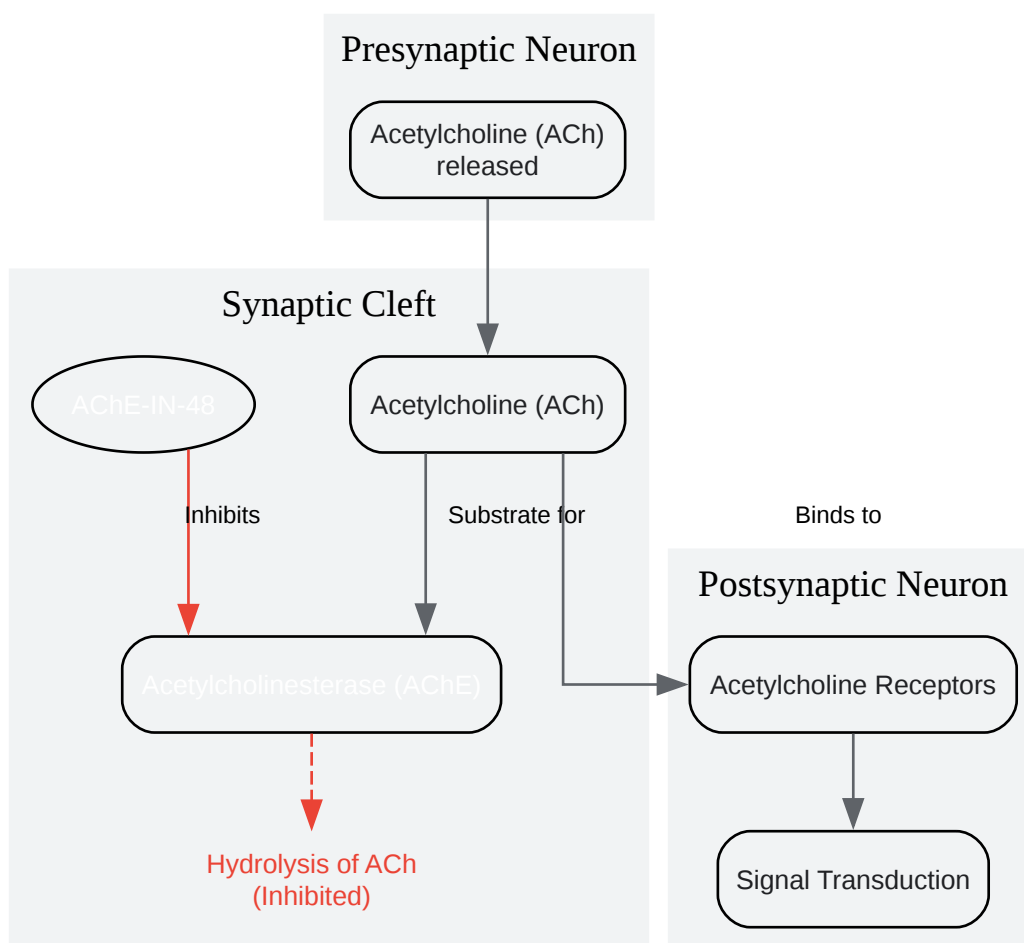 Presynaptic Neuron
Acetylcholine (ACh)
released
Synaptic Cleft
AChE-IN-48
Acetylcholine (ACh)
Inhibits
Substrate for
Binds to
Postsynaptic Neuron
Acetylcholinesterase (AChE)
Acetylcholine Receptors
Hydrolysis of ACh
(Inhibited)
Signal Transduction